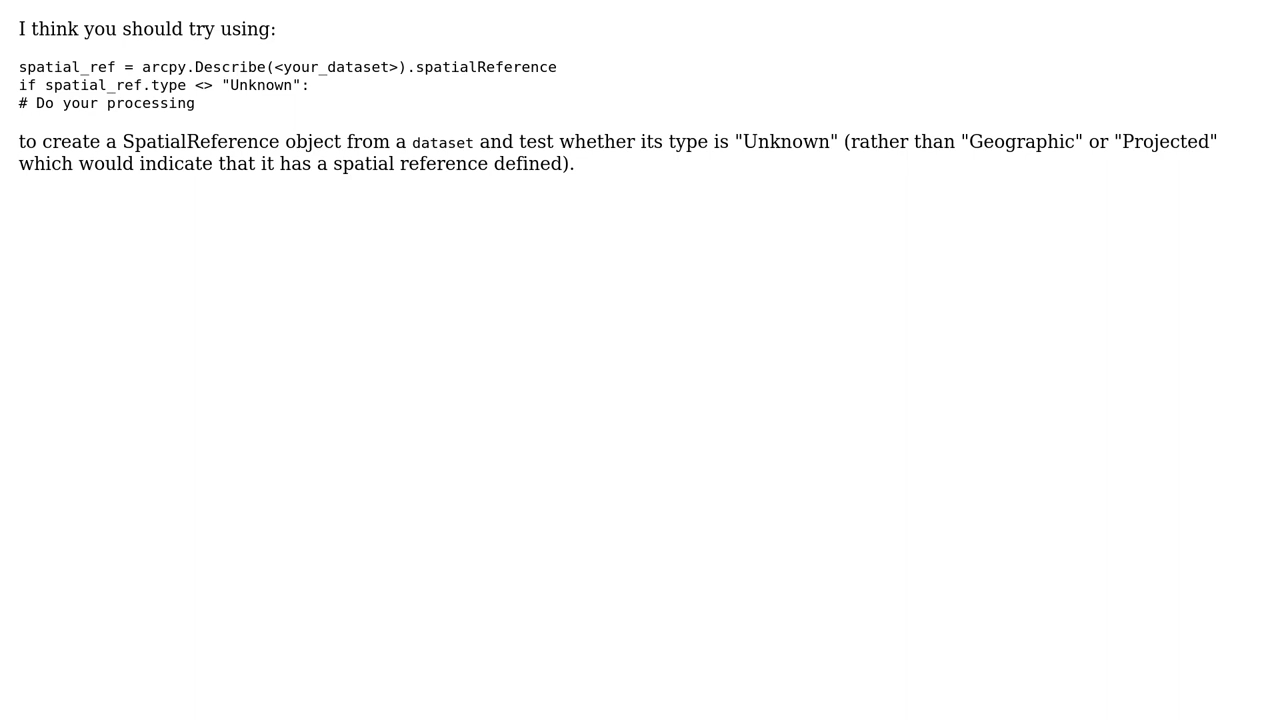 I think you should try using:
spatial_ref = arcpy.Describe(<your_dataset>).spatialReference
if spatial_ref.type <> "Unknown":
# Do your processing
to create a SpatialReference object from a dataset and test whether its type is "Unknown" (rather than "Geographic" or "Projected"
which would indicate that it has a spatial reference defined).